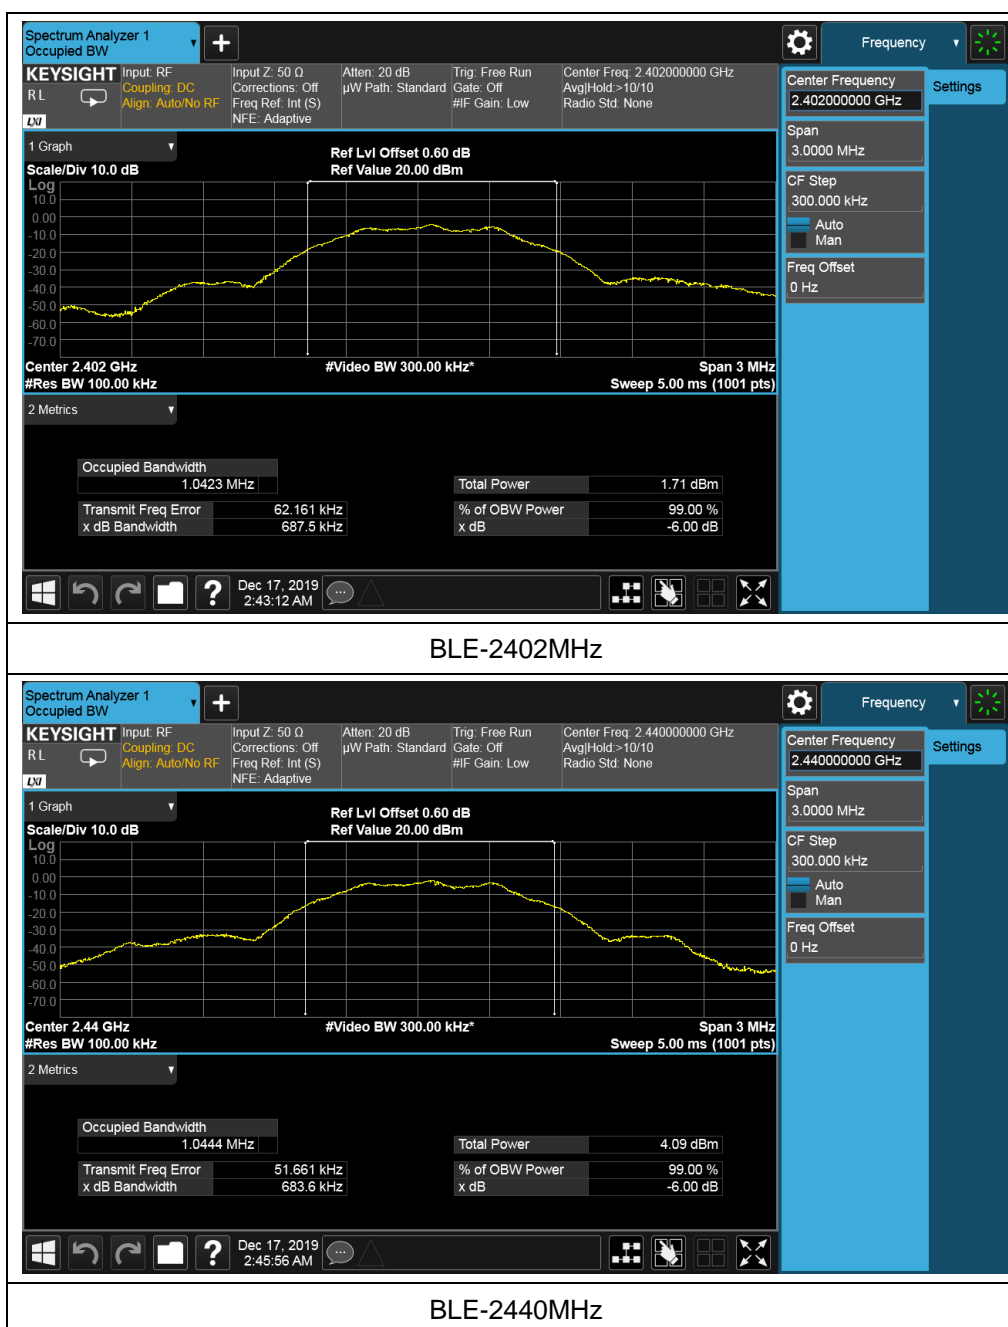 Spectrum Analyzer 1
Occupied BW
Frequency
KEYSIGHT
RL
LXI
Input: RF
Coupling: DC
Align: Auto/No RF
Input Z: 50 Ω
Corrections: Off
Freq Ref: Int (S)
NFE: Adaptive
Atten: 20 dB
µW Path: Standard
Trig: Free Run
Gate: Off
#IF Gain: Low
Center Freq: 2.402000000 GHz
Avg|Hold:>10/10
Radio Std: None
Center Frequency
2.402000000 GHz
Settings
Span
3.0000 MHz
CF Step
300.000 kHz
Auto
Man
Freq Offset
0 Hz
1 Graph
Ref Lvl Offset 0.60 dB
Scale/Div 10.0 dB
Ref Value 20.00 dBm
Log
10.0
0.00
-10.0
-20.0
-30.0
-40.0
-50.0
-60.0
-70.0
Center 2.402 GHz
#Video BW 300.00 kHz*
Span 3 MHz
#Res BW 100.00 kHz
Sweep 5.00 ms (1001 pts)
2 Metrics
Occupied Bandwidth
1.0423 MHz
Total Power 1.71 dBm
Transmit Freq Error 62.161 kHz
% of OBW Power 99.00 %
x dB Bandwidth 687.5 kHz
x dB -6.00 dB
?
Dec 17, 2019
2:43:12 AM
BLE-2402MHz
Spectrum Analyzer 1
Occupied BW
Frequency
KEYSIGHT
RL
LXI
Input: RF
Coupling: DC
Align: Auto/No RF
Input Z: 50 Ω
Corrections: Off
Freq Ref: Int (S)
NFE: Adaptive
Atten: 20 dB
µW Path: Standard
Trig: Free Run
Gate: Off
#IF Gain: Low
Center Freq: 2.440000000 GHz
Avg|Hold:>10/10
Radio Std: None
Center Frequency
2.440000000 GHz
Settings
Span
3.0000 MHz
CF Step
300.000 kHz
Auto
Man
Freq Offset
0 Hz
1 Graph
Ref Lvl Offset 0.60 dB
Scale/Div 10.0 dB
Ref Value 20.00 dBm
Log
10.0
0.00
-10.0
-20.0
-30.0
-40.0
-50.0
-60.0
-70.0
Center 2.44 GHz
#Video BW 300.00 kHz*
Span 3 MHz
#Res BW 100.00 kHz
Sweep 5.00 ms (1001 pts)
2 Metrics
Occupied Bandwidth
1.0444 MHz
Total Power 4.09 dBm
Transmit Freq Error 51.661 kHz
% of OBW Power 99.00 %
x dB Bandwidth 683.6 kHz
x dB -6.00 dB
?
Dec 17, 2019
2:45:56 AM
BLE-2440MHz